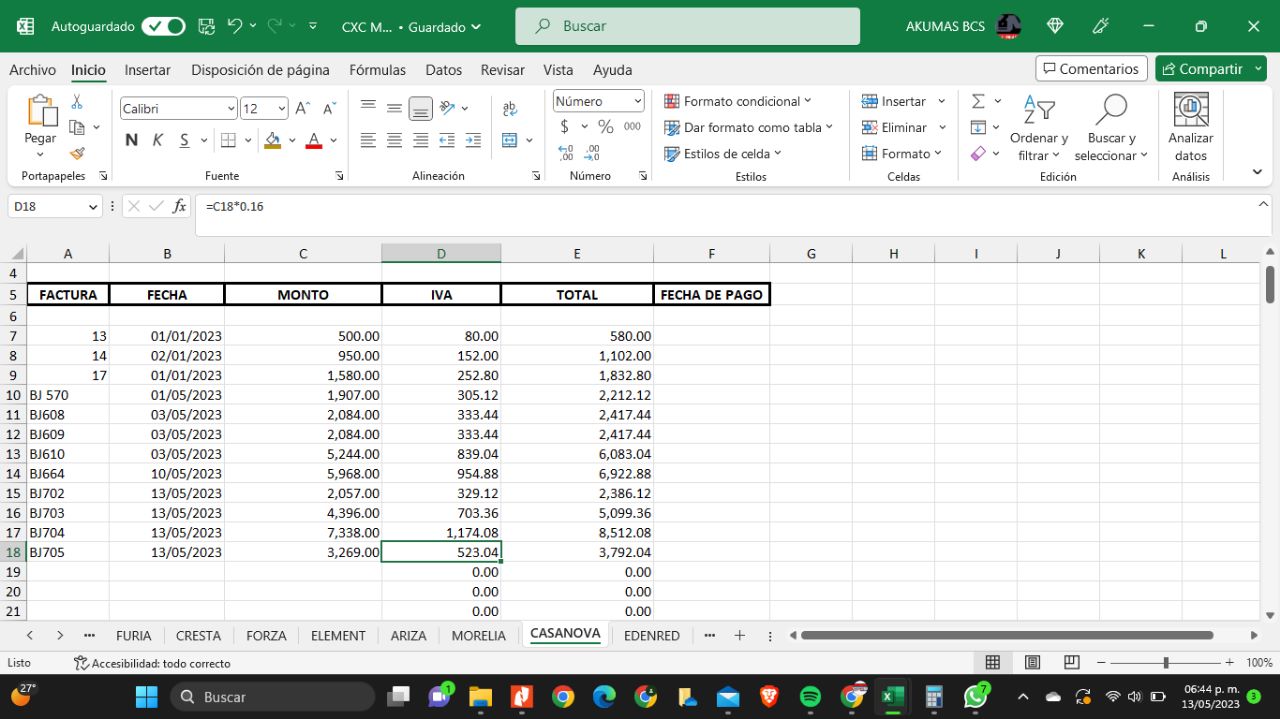 Autoguardado CXC M... • Guardado Buscar AKUMAS BCS
Archivo Inicio Insertar Disposición de página Fórmulas Datos Revisar Vista Ayuda Comentarios Compartir
Pegar Calibri 12 Número Formato condicional Insertar
N K S A $ % 000 Dar formato como tabla Eliminar Ordenar y filtrar Buscar y seleccionar Analizar datos
Estilos de celda Formato
Portapapeles Fuente Alineación Número Estilos Celdas Edición Análisis
D18 fx =C18*0.16
A B C D E F G H I J K L
4
5 FACTURA FECHA MONTO IVA TOTAL FECHA DE PAGO
6
7 13 01/01/2023 500.00 80.00 580.00
8 14 02/01/2023 950.00 152.00 1,102.00
9 17 01/01/2023 1,580.00 252.80 1,832.80
10 BJ 570 01/05/2023 1,907.00 305.12 2,212.12
11 BJ608 03/05/2023 2,084.00 333.44 2,417.44
12 BJ609 03/05/2023 2,084.00 333.44 2,417.44
13 BJ610 03/05/2023 5,244.00 839.04 6,083.04
14 BJ664 10/05/2023 5,968.00 954.88 6,922.88
15 BJ702 13/05/2023 2,057.00 329.12 2,386.12
16 BJ703 13/05/2023 4,396.00 703.36 5,099.36
17 BJ704 13/05/2023 7,338.00 1,174.08 8,512.08
18 BJ705 13/05/2023 3,269.00 523.04 3,792.04
19 0.00 0.00
20 0.00 0.00
21 0.00 0.00
... FURIA CRESTA FORZA ELEMENT ARIZA MORELIA CASANOVA EDENRED ...
Listo Accesibilidad: todo correcto 100%
27° Buscar 1 7 06:44 p. m.
13/05/2023 3